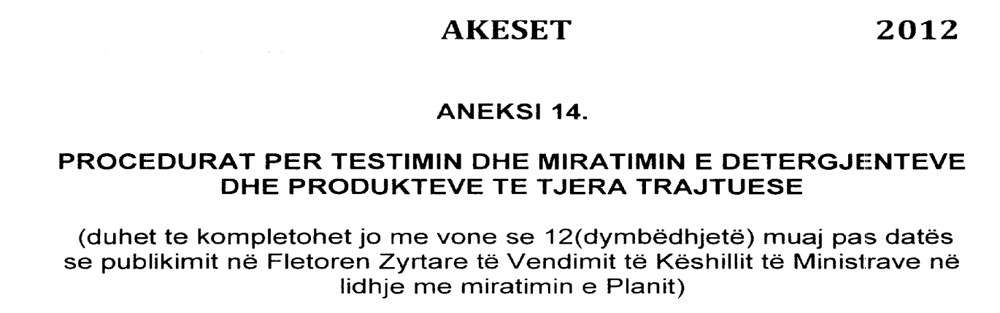 AKESET 2012
ANEKSI 14.
PROCEDURAT PER TESTIMIN DHE MIRATIMIN E DETERGJENTEVE
DHE PRODUKTEVE TE TJERA TRAJTUESE
(duhet te kompletohet jo me vone se 12(dymbëdhjetë) muaj pas datës
se publikimit në Fletoren Zyrtare të Vendimit të Këshillit të Ministrave në
lidhje me miratimin e Planit)